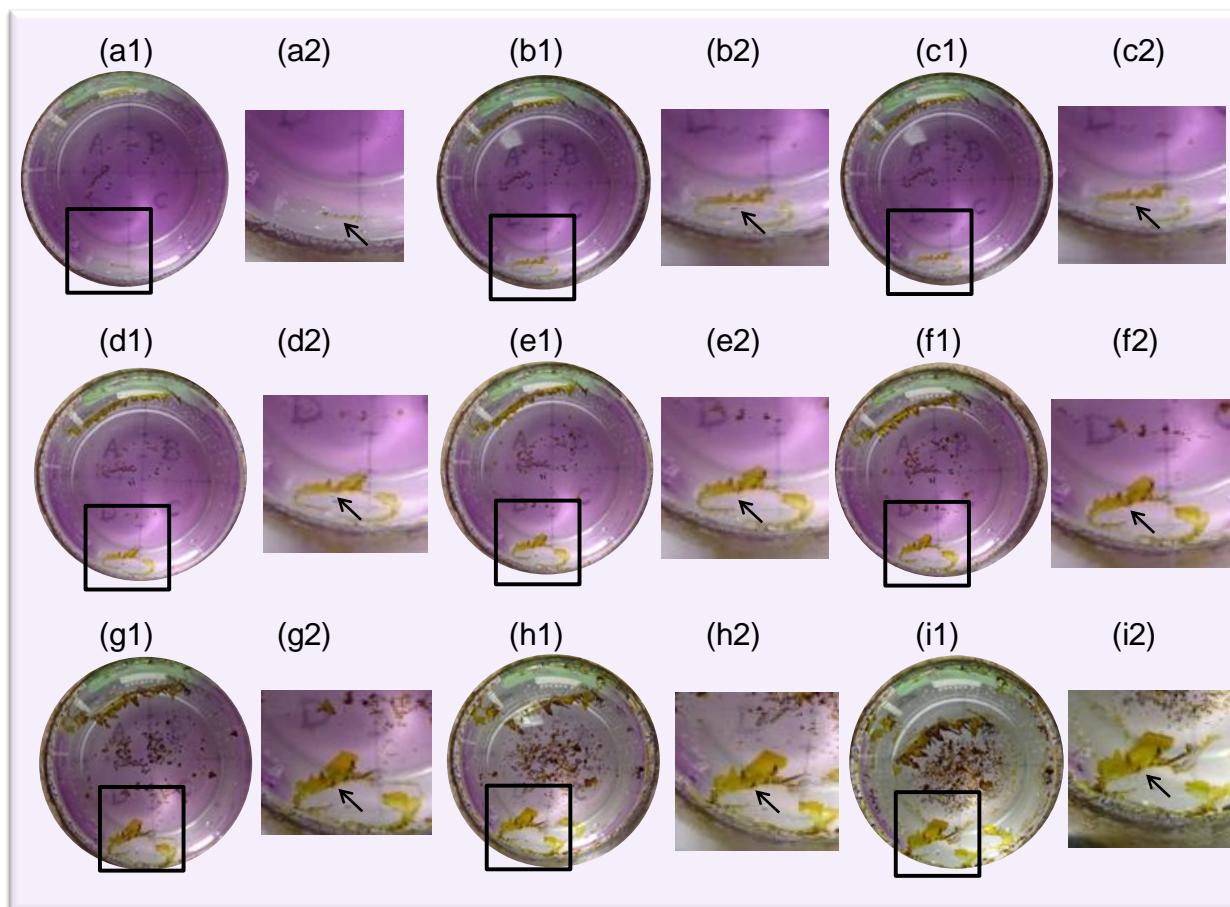 (a1) (a2) (b1) (b2) (c1) (c2)
A B
C
D
A B
D C
D
A B
D C
D
(d1) (d2) (e1) (e2) (f1) (f2)
A B
D C
D
A B
D
D
A B
D
D
(g1) (g2) (h1) (h2) (i1) (i2)
D